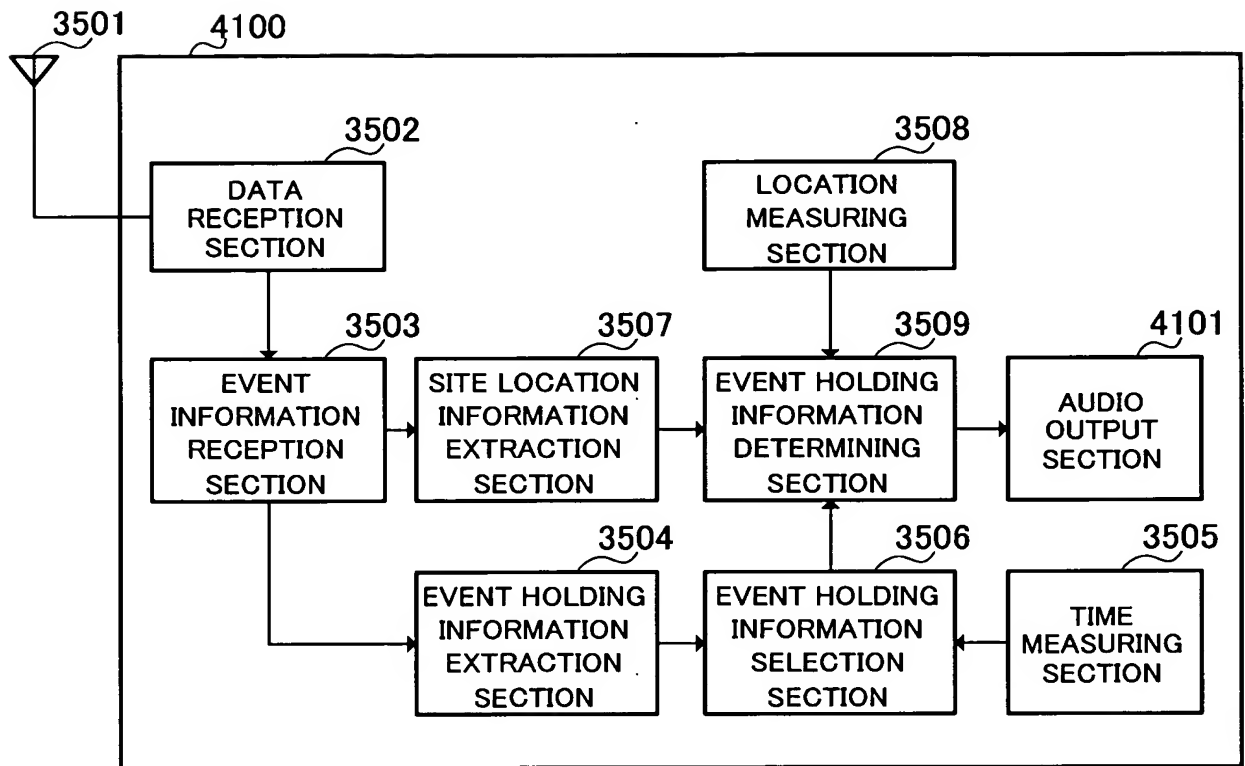 3501
4100
3502
DATA
RECEPTION
SECTION
3508
LOCATION
MEASURING
SECTION
3503
EVENT
INFORMATION
RECEPTION
SECTION
3507
SITE LOCATION
INFORMATION
EXTRACTION
SECTION
3509
EVENT HOLDING
INFORMATION
DETERMINING
SECTION
4101
AUDIO
OUTPUT
SECTION
3504
EVENT HOLDING
INFORMATION
EXTRACTION
SECTION
3506
EVENT HOLDING
INFORMATION
SELECTION
SECTION
3505
TIME
MEASURING
SECTION